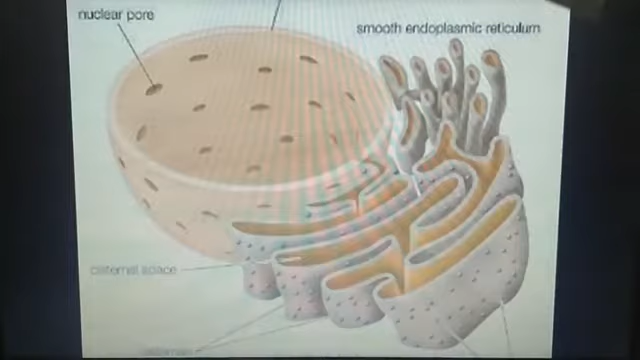 nuclear pore
smooth endoplasmic reticulum
cisternal space